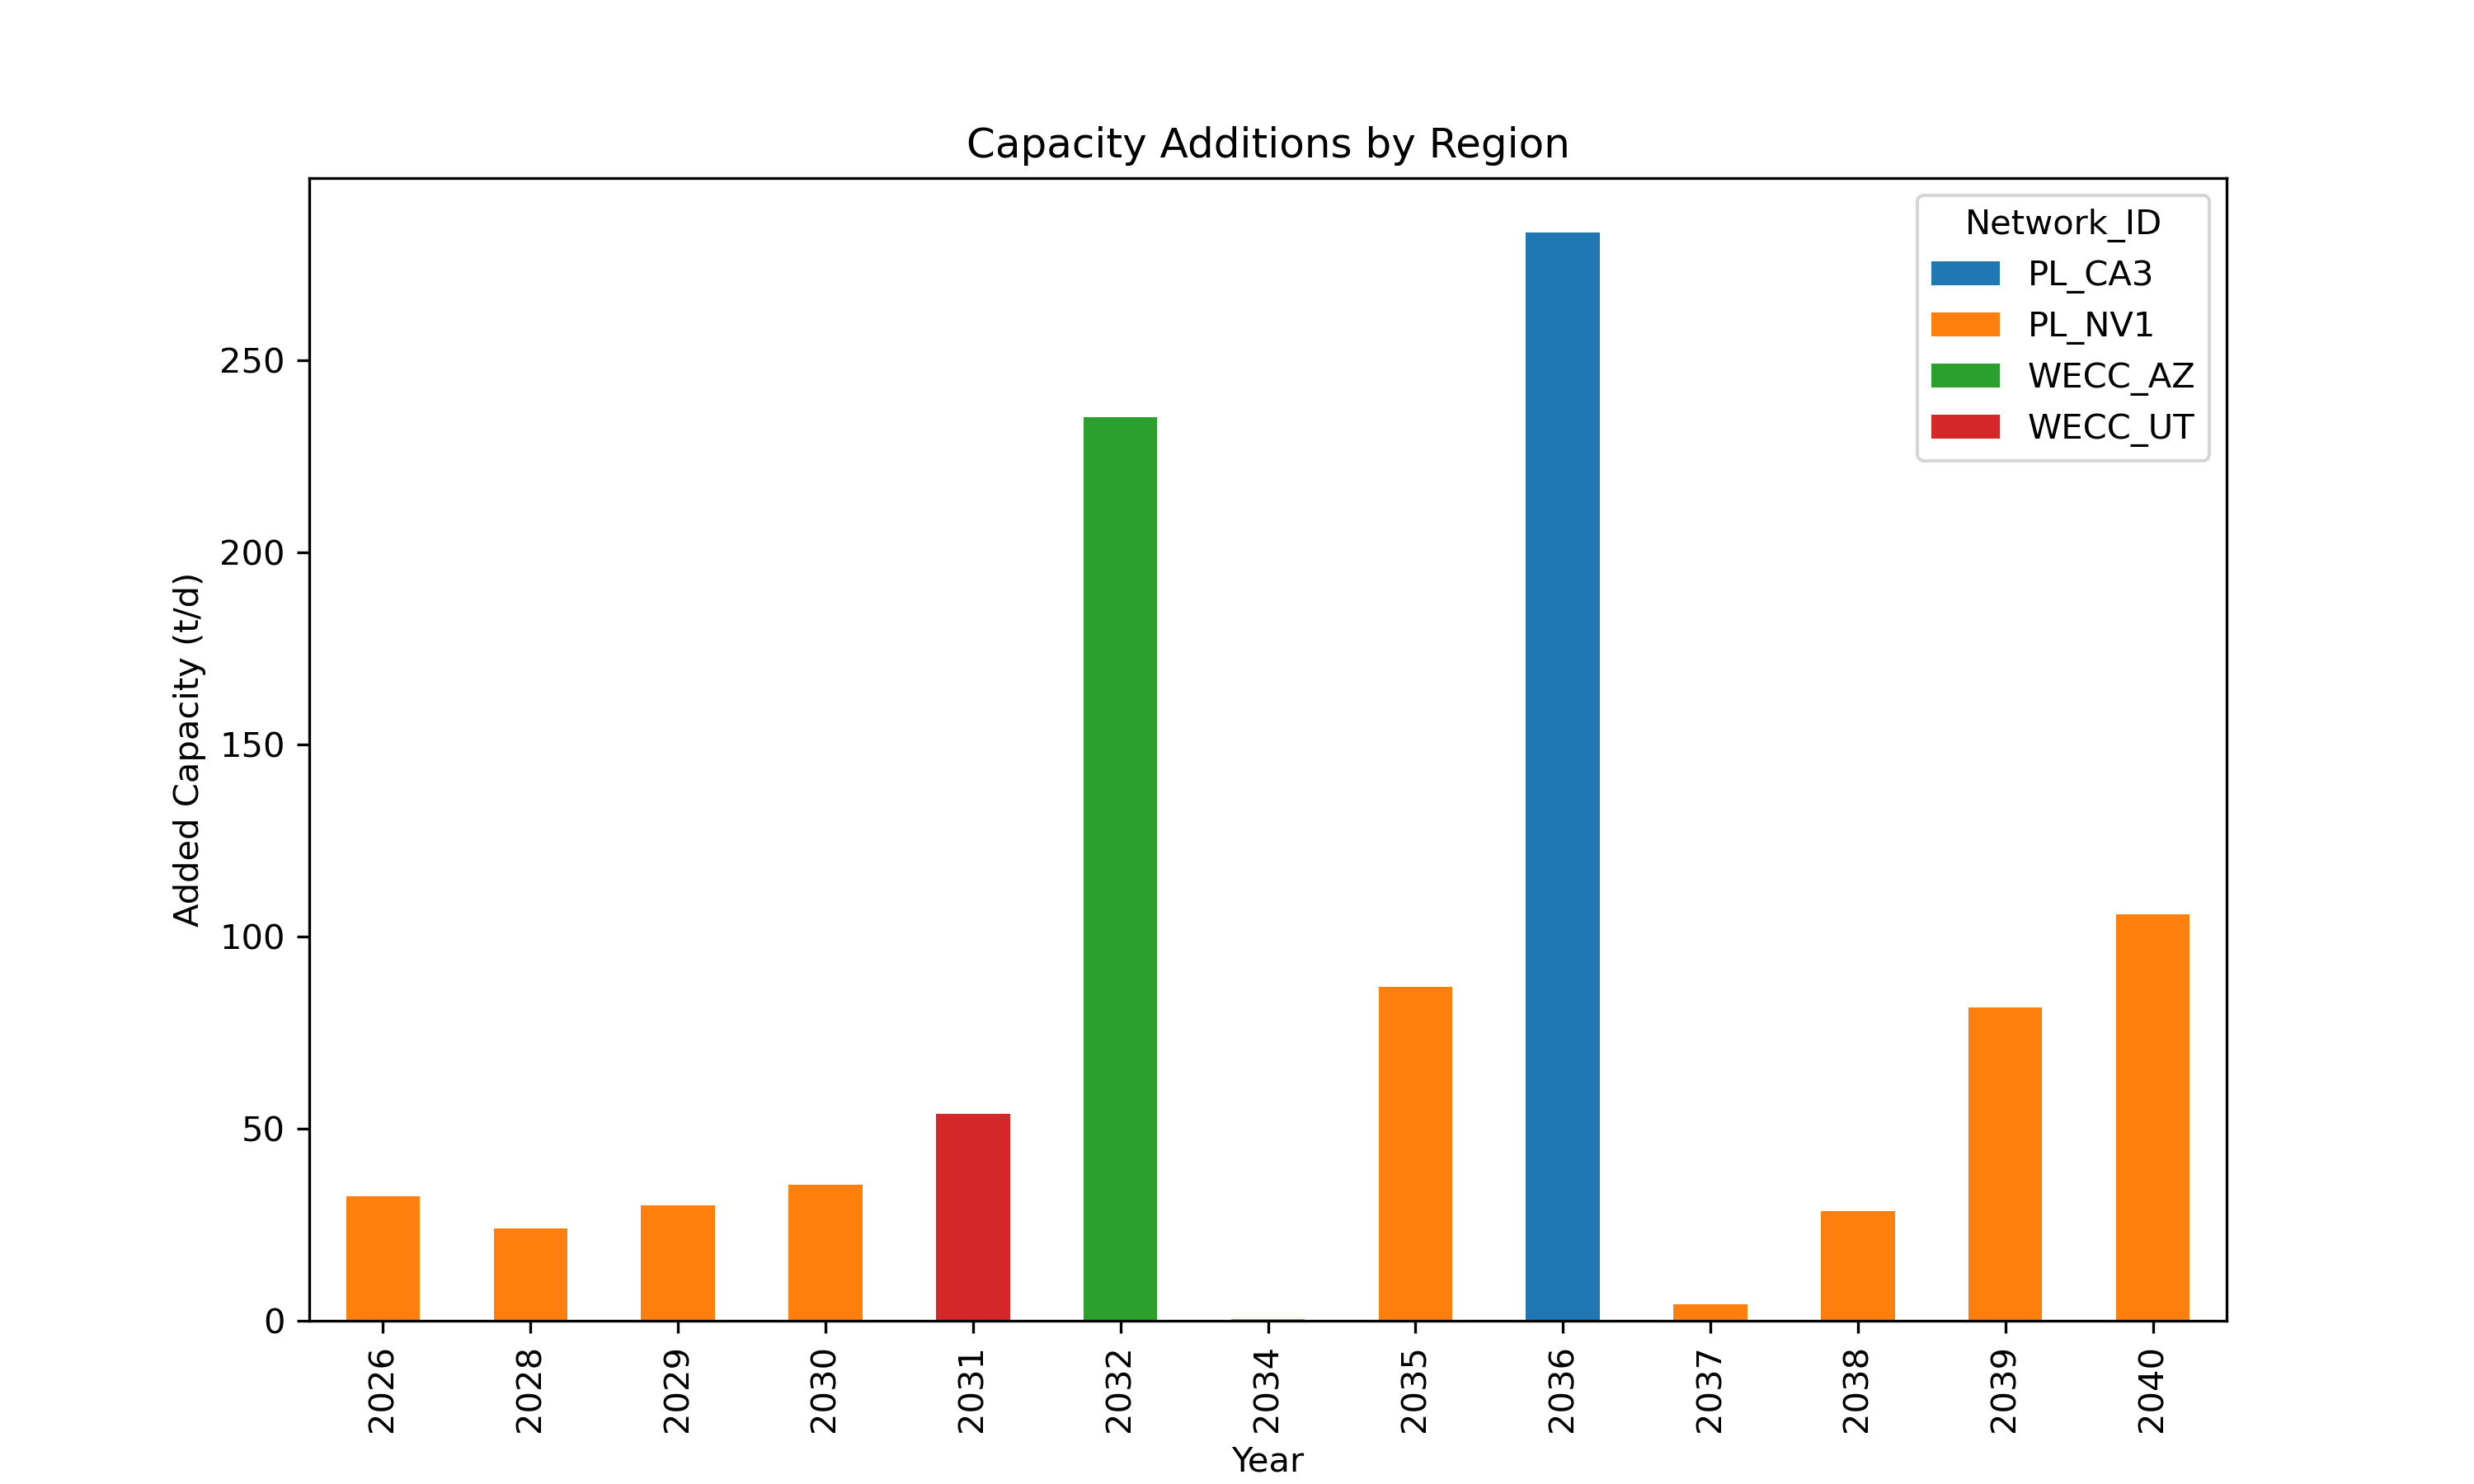 Capacity Additions by Region
Network_ID
PL_CA3
PL_NV1
WECC_AZ
WECC_UT
Added Capacity (t/d)
250
200
150
100
50
0
2026
2028
2029
2030
2031
2032
2034
2035
2036
2037
2038
2039
2040
Year